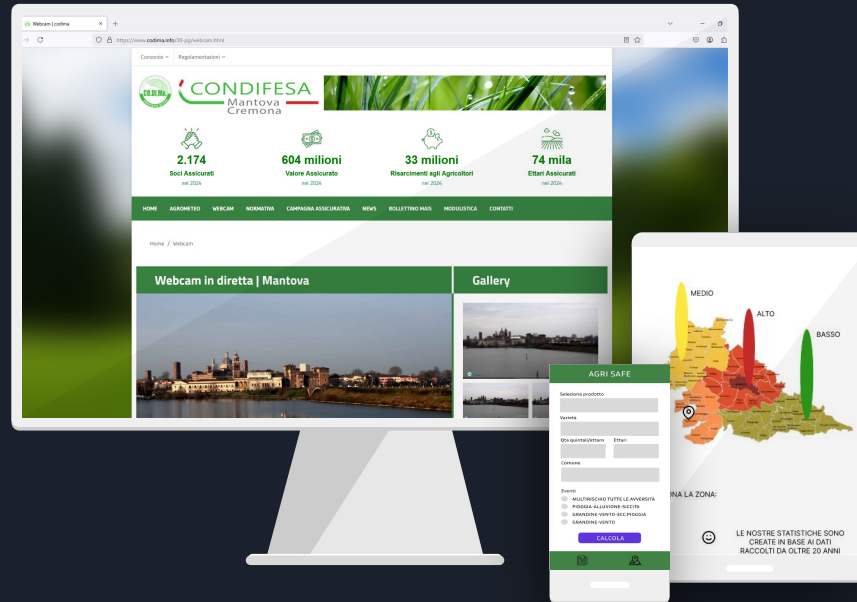 Webcam | codima
https://www.codima.info/38-pg/webcam.html
Consorzio Regolamentazioni
CO.DI.MA.
CONDIFESA
Mantova
Cremona
2.174
Soci Assicurati
nel 2024
604 milioni
Valore Assicurato
nel 2024
33 milioni
Risarcimenti agli Agricoltori
nel 2024
74 mila
Ettari Assicurati
nel 2024
HOME AGROMETEO WEBCAM NORMATIVA CAMPAGNA ASSICURATIVA NEWS BOLLETTINO MAIS MODULISTICA CONTATTI
Home / Webcam
Webcam in diretta | Mantova
Gallery
AGRI SAFE
Seleziona prodotto
Varietà
Qta quintali/ettaro Ettari
Comune
Eventi
MULTIRISCHIO TUTTE LE AVVERSITÀ
PIOGGIA-ALLUVIONE-SICCITA
GRANDINE-VENTO-ECC.PIOGGIA
GRANDINE-VENTO
CALCOLA
MEDIO
ALTO
BASSO
NA LA ZONA:
LE NOSTRE STATISTICHE SONO
CREATE IN BASE AI DATI
RACCOLTI DA OLTRE 20 ANNI